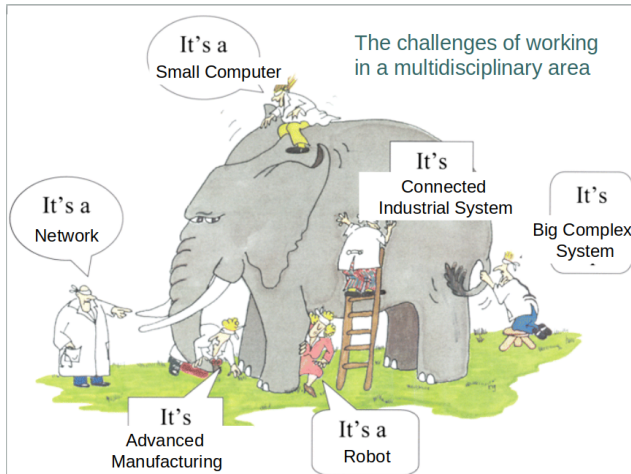 The challenges of working
in a multidisciplinary area
It's a
Small Computer
It's
Connected
Industrial System
It's
Big Complex
System
It's a
Network
It's
Advanced
Manufacturing
It's a
Robot